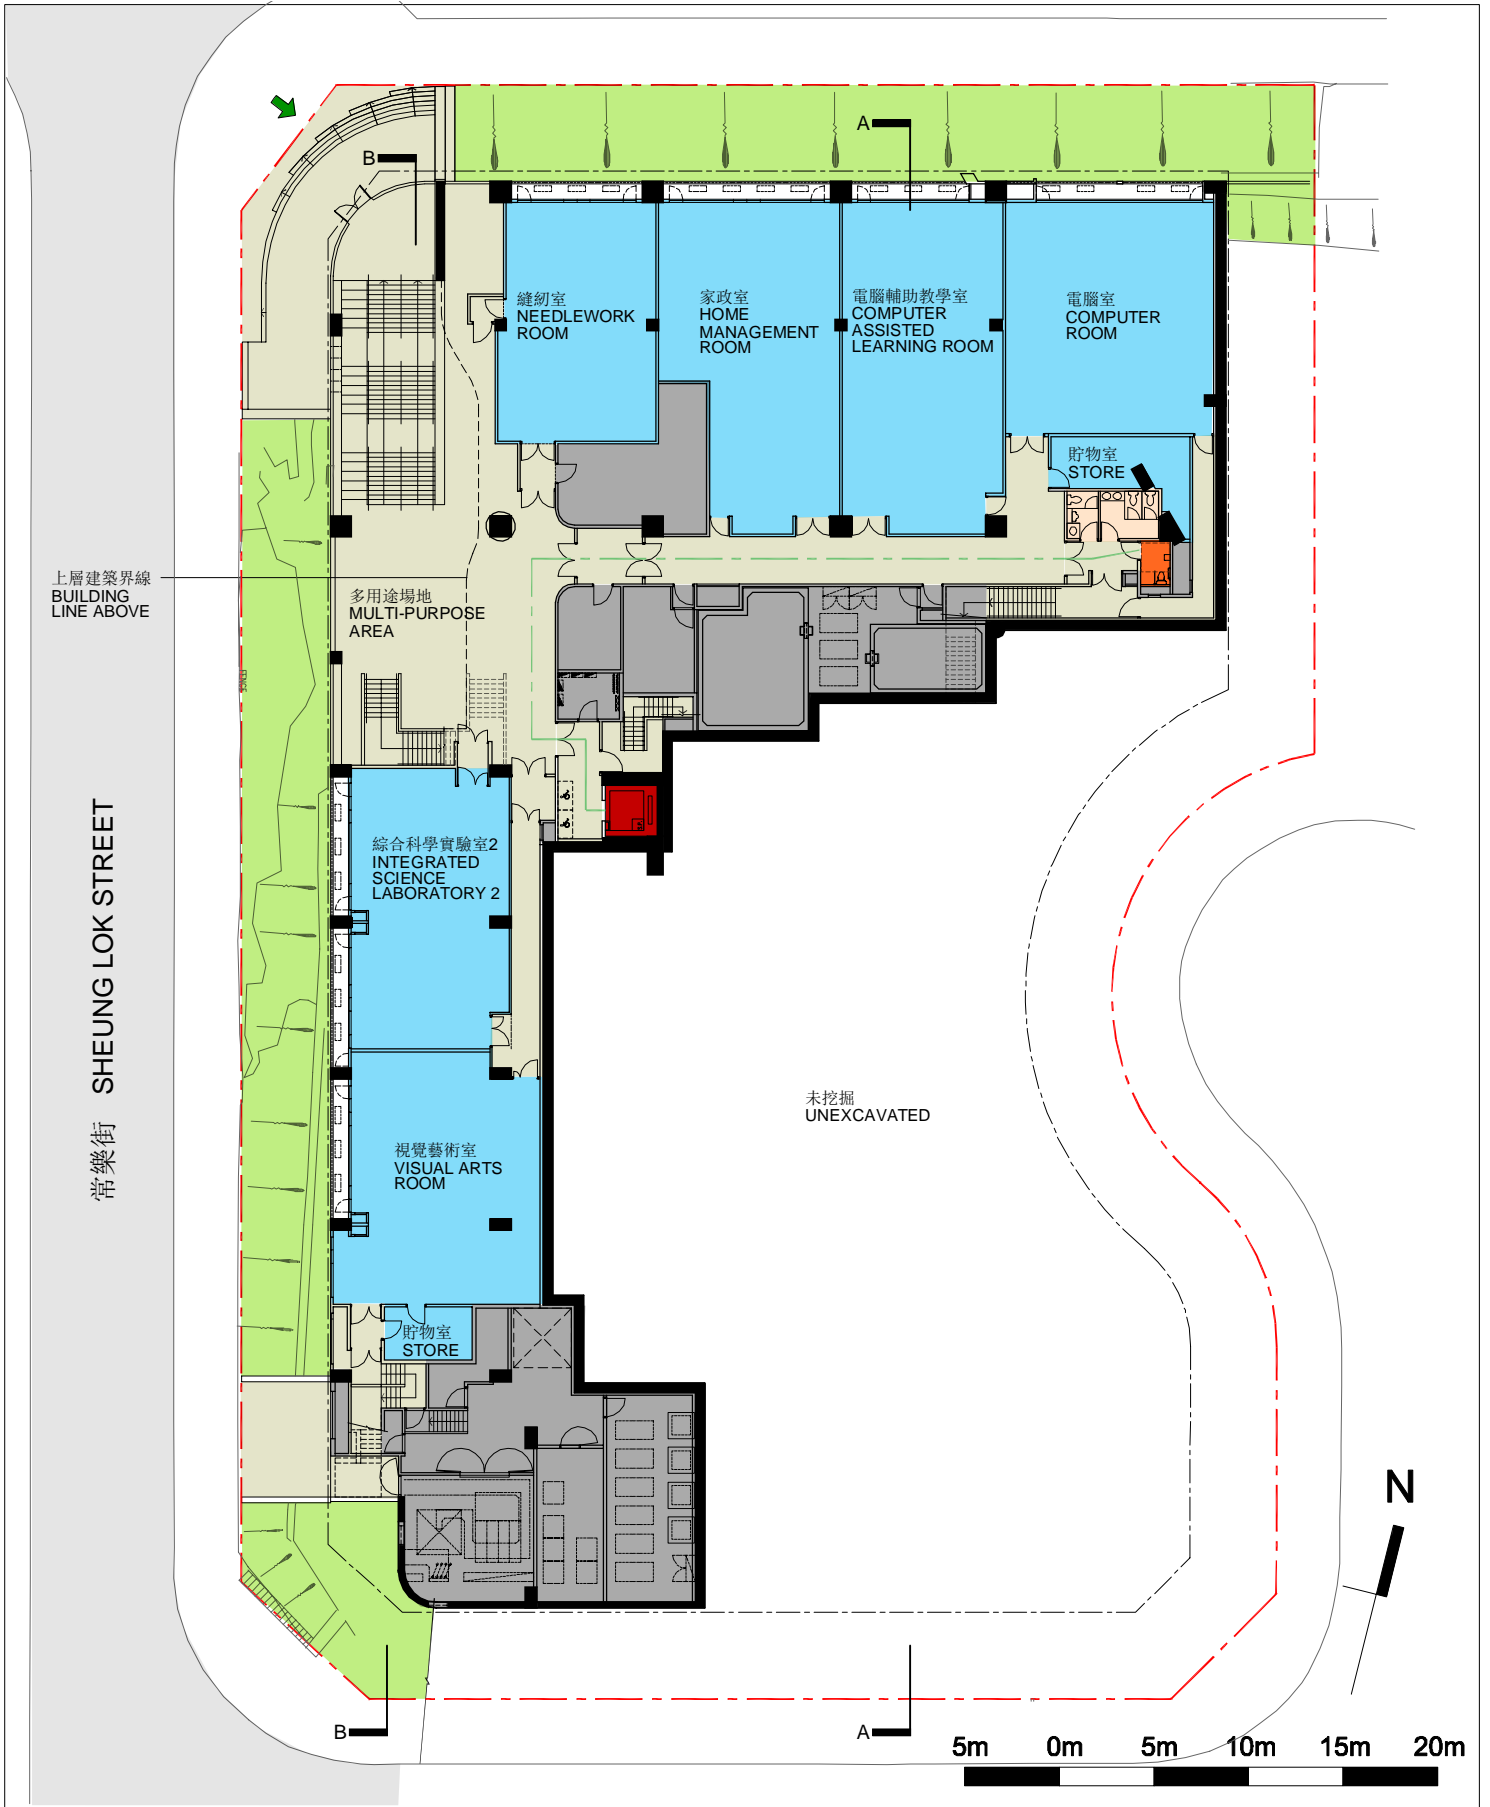 A
B
縫紉室
NEEDLEWORK
ROOM
家政室
HOME
MANAGEMENT
ROOM
電腦輔助教學室
COMPUTER
ASSISTED
LEARNING ROOM
電腦室
COMPUTER
ROOM
貯物室
STORE
上層建築界線
BUILDING
LINE ABOVE
多用途場地
MULTI-PURPOSE
AREA
FENCE
綜合科學實驗室2
INTEGRATED
SCIENCE
LABORATORY 2
常樂街 SHEUNG LOK STREET
未挖掘
UNEXCAVATED
視覺藝術室
VISUAL ARTS
ROOM
貯物室
STORE
N
B
A
5m 0m 5m 10m 15m 20m